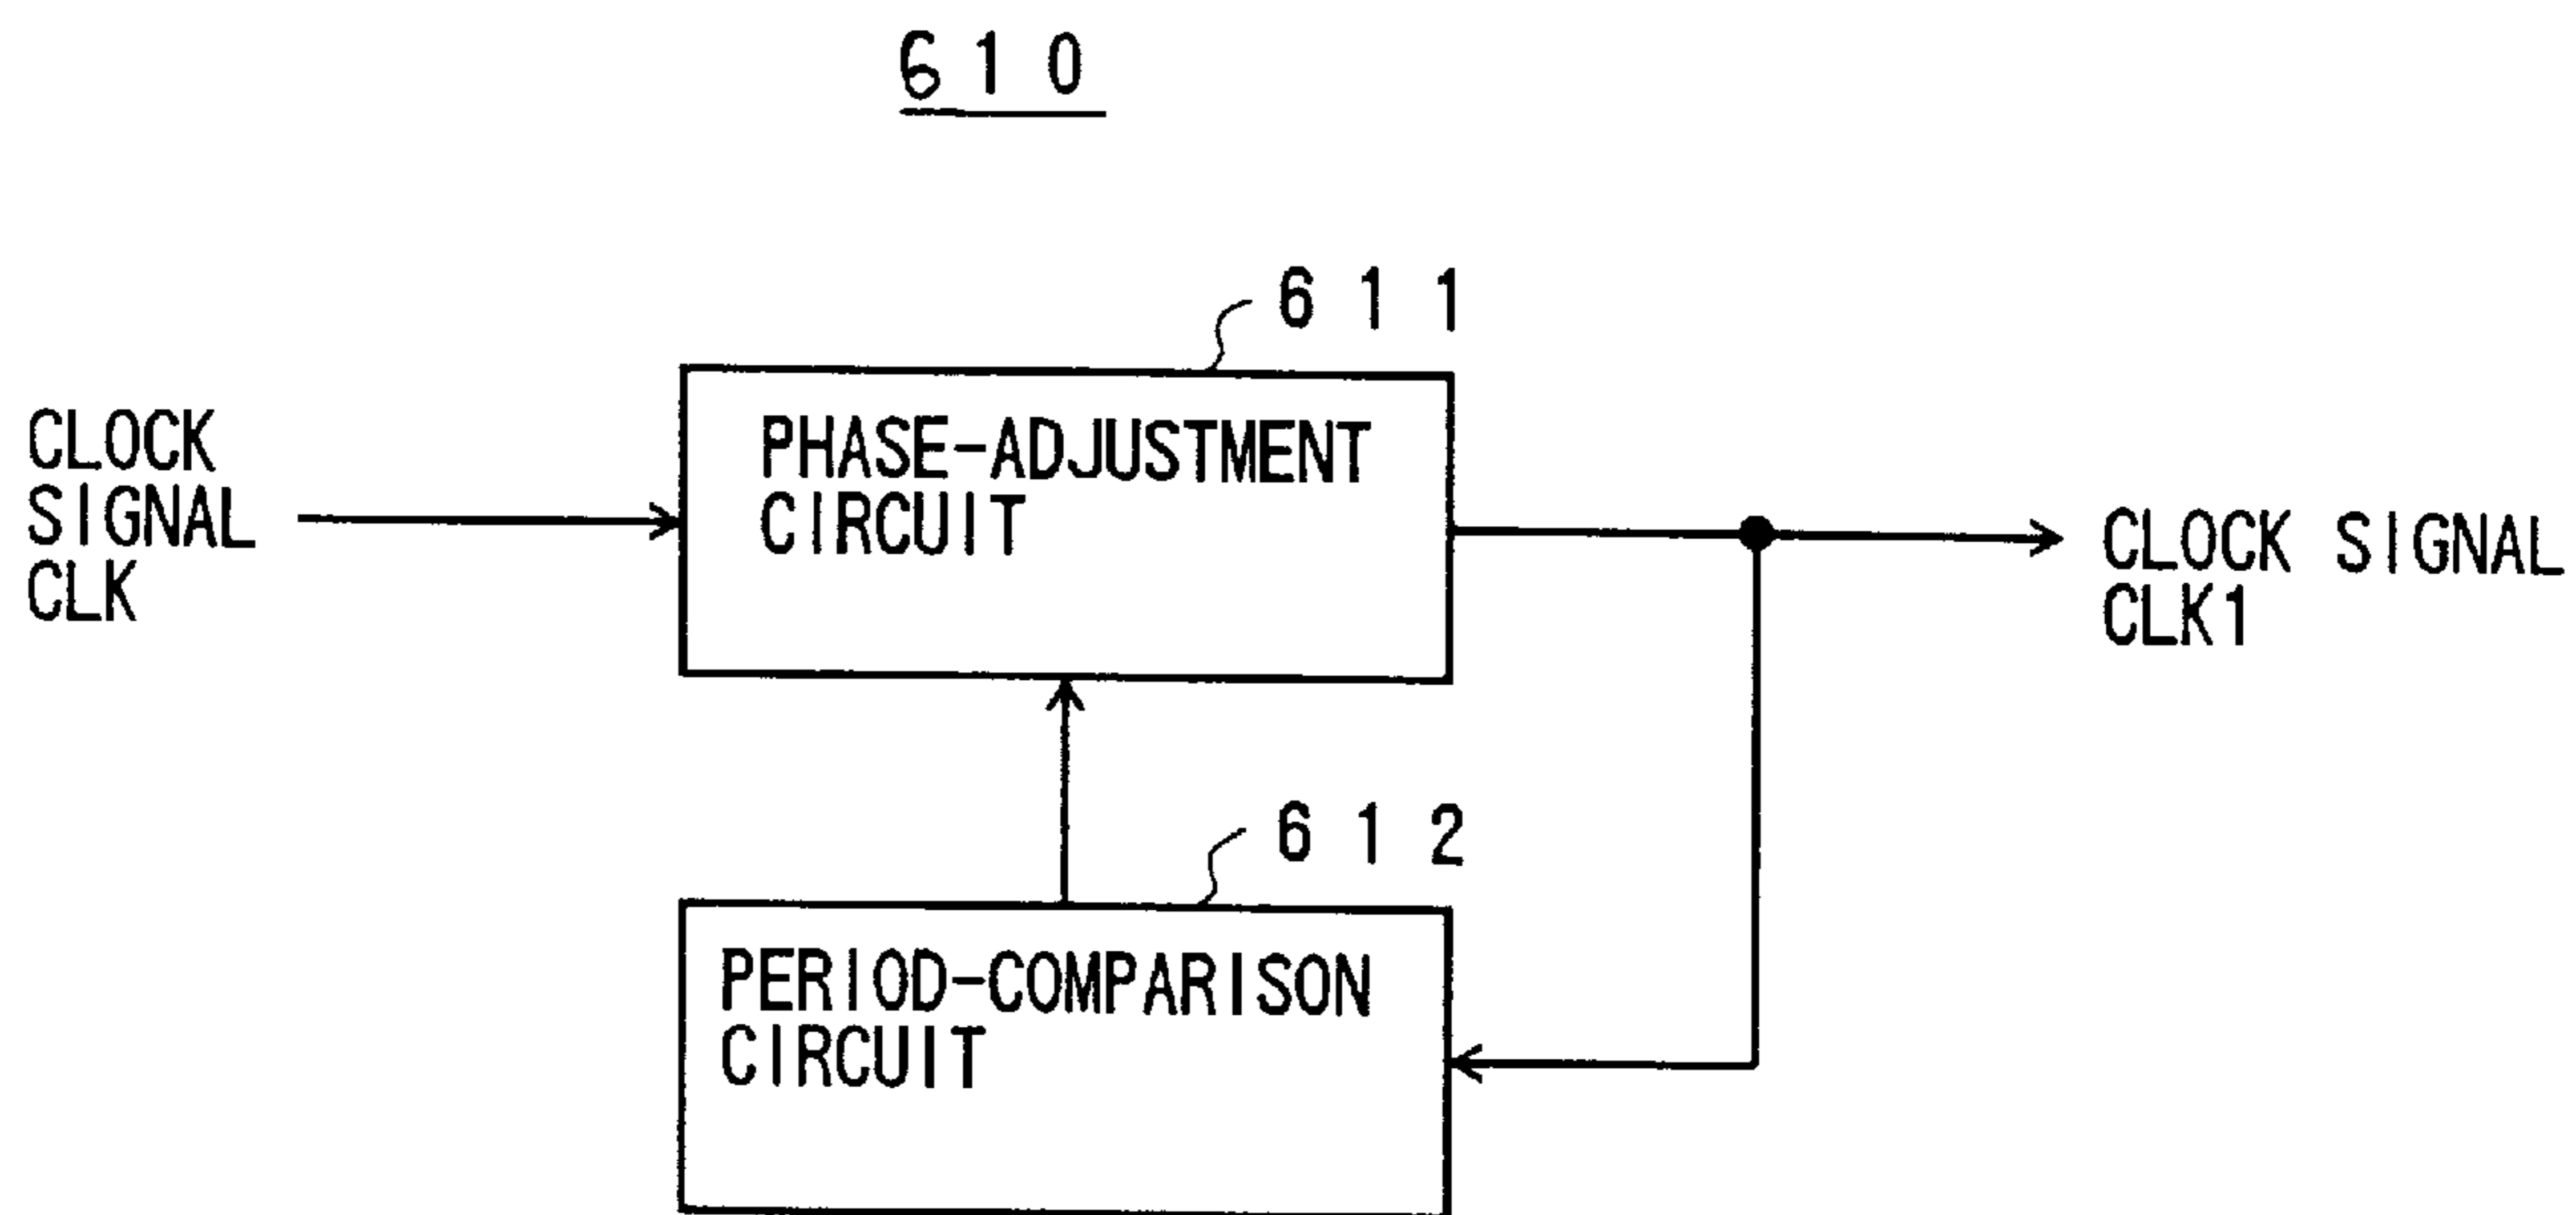 610
611
CLOCK
SIGNAL
CLK
PHASE-ADJUSTMENT
CIRCUIT
CLOCK SIGNAL
CLK1
612
PERIOD-COMPARISON
CIRCUIT